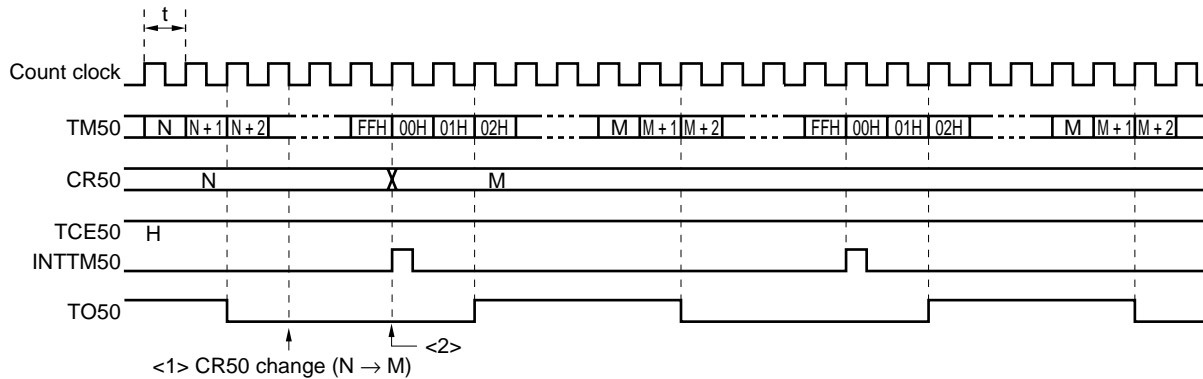 t
Count clock
TM50 N N + 1 N + 2 FFH 00H 01H 02H M M + 1 M + 2 FFH 00H 01H 02H M M + 1 M + 2
CR50 N M
TCE50 H
INTTM50
TO50
<2>
<1> CR50 change (N → M)